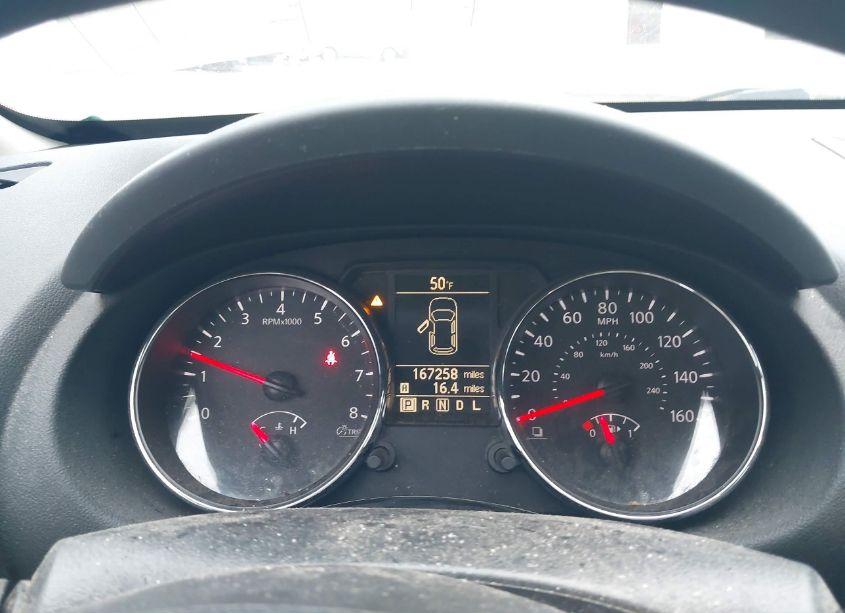 50°F
167258 miles
A 16.4 miles
P R N D L
0 1 2 3 4 5 6 7 8
RPMx1000
H
TRIP
0 20 40 60 80 100 120 140 160
MPH
40 80 120 160 200 240
km/h
0 1